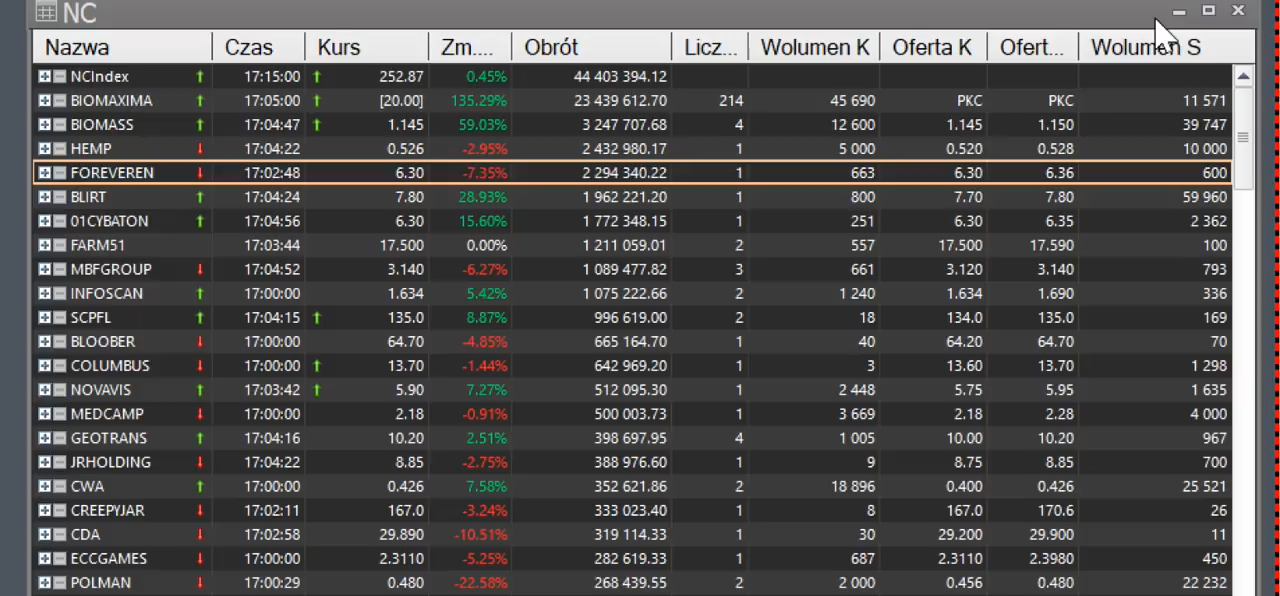 NC
Nazwa Czas Kurs Zm.... Obrót Licz... Wolumen K Oferta K Ofert... Wolumen S
NCIndex 17:15:00 252.87 0.45% 44 403 394.12
BIOMAXIMA 17:05:00 [20.00] 135.29% 23 439 612.70 214 45 690 PKC PKC 11 571
BIOMASS 17:04:47 1.145 59.03% 3 247 707.68 4 12 600 1.145 1.150 39 747
HEMP 17:04:22 0.526 -2.95% 2 432 980.17 1 5 000 0.520 0.528 10 000
FOREVEREN 17:02:48 6.30 -7.35% 2 294 340.22 1 663 6.30 6.36 600
BLIRT 17:04:24 7.80 28.93% 1 962 221.20 1 800 7.70 7.80 59 960
01CYBATON 17:04:56 6.30 15.60% 1 772 348.15 1 251 6.30 6.35 2 362
FARM51 17:03:44 17.500 0.00% 1 211 059.01 2 557 17.500 17.590 100
MBFGROUP 17:04:52 3.140 -6.27% 1 089 477.82 3 661 3.120 3.140 793
INFOSCAN 17:00:00 1.634 5.42% 1 075 222.66 2 1 240 1.634 1.690 336
SCPFL 17:04:15 135.0 8.87% 996 619.00 2 18 134.0 135.0 169
BLOOBER 17:00:00 64.70 -4.85% 665 164.70 1 40 64.20 64.70 70
COLUMBUS 17:00:00 13.70 -1.44% 642 969.20 1 3 13.60 13.70 1 298
NOVAVIS 17:03:42 5.90 7.27% 512 095.30 1 2 448 5.75 5.95 1 635
MEDCAMP 17:00:00 2.18 -0.91% 500 003.73 1 3 669 2.18 2.28 4 000
GEOTRANS 17:04:16 10.20 2.51% 398 697.95 4 1 005 10.00 10.20 967
JRHOLDING 17:04:22 8.85 -2.75% 388 976.60 1 9 8.75 8.85 700
CWA 17:00:00 0.426 7.58% 352 621.86 2 18 896 0.400 0.426 25 521
CREEPYJAR 17:02:11 167.0 -3.24% 333 023.40 1 8 167.0 170.6 26
CDA 17:02:58 29.890 -10.51% 319 114.33 1 30 29.200 29.900 11
ECCGAMES 17:00:00 2.3110 -5.25% 282 619.33 1 687 2.3110 2.3980 450
POLMAN 17:00:29 0.480 -22.58% 268 439.55 2 2 000 0.456 0.480 22 232